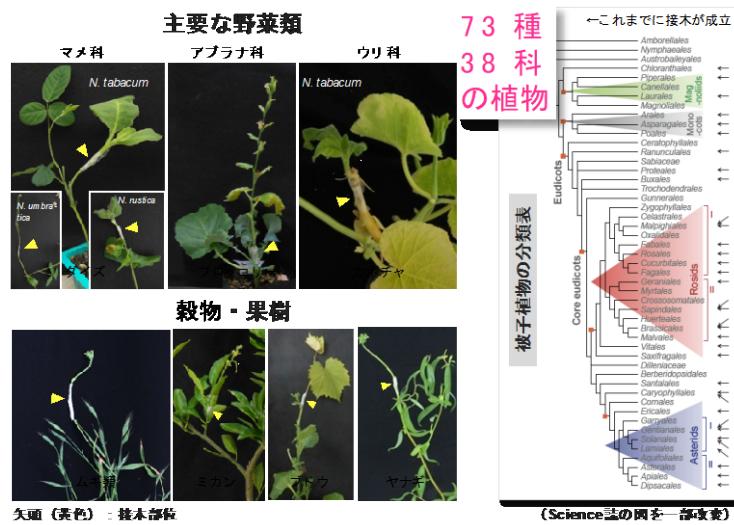 主要な野菜類
マメ科
アブラナ科
ウリ科
N. tabacum
N. tabacum
N. rustica
穀物・果樹
ミカン
ブドウ
ヤナギ
矢頭（黄色）：接木部位
73 種
38 科
の植物
←これまでに接木が成立
被子植物の分類表
Amborellales
Nymphaeales
Austrobaileyales
Chloranthales
Piperales
Canellales
Laurales
Magnoliales
Mag
-noliids
Arales
Asparagales
Poales
Mono
-cots
Ceratophyllales
Ranunculales
Sabiaceae
Proteales
Buxales
Trochodendrales
Gunnerales
Eudicots
Core eudicots
Zygophyllales
Celastrales
Malpighiales
Oxalidales
Fabales
Rosales
Cucurbitales
Fagales
Geraniales
Myrtales
Crossosomatales
Sapindales
Huerteales
Brassicales
Malvales
Vitales
Rosids
I
II
Saxifragales
Dilleniaceae
Berberidopsidales
Santalales
Caryophyllales
Cornales
Ericales
Garryales
Gentianales
Solanales
Lamiales
Aquifoliales
Asterales
Apiales
Dipsacales
Asterids
I
II
（Science誌の図を一部改変）